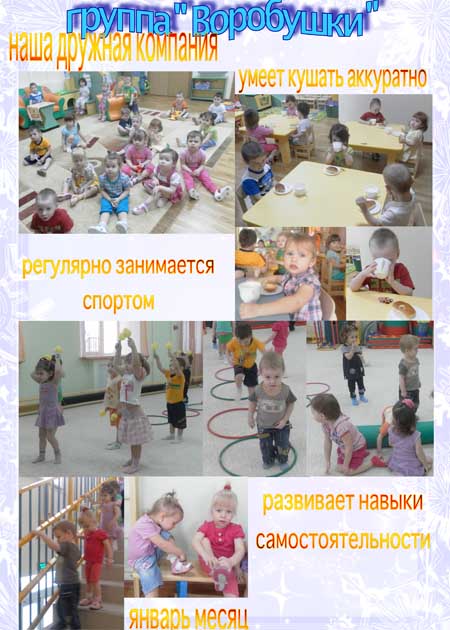 группа "Воробушки"
наша дружная компания
умеет кушать аккуратно
регулярно занимается
спортом
развивает навыки
самостоятельности
январь месяц